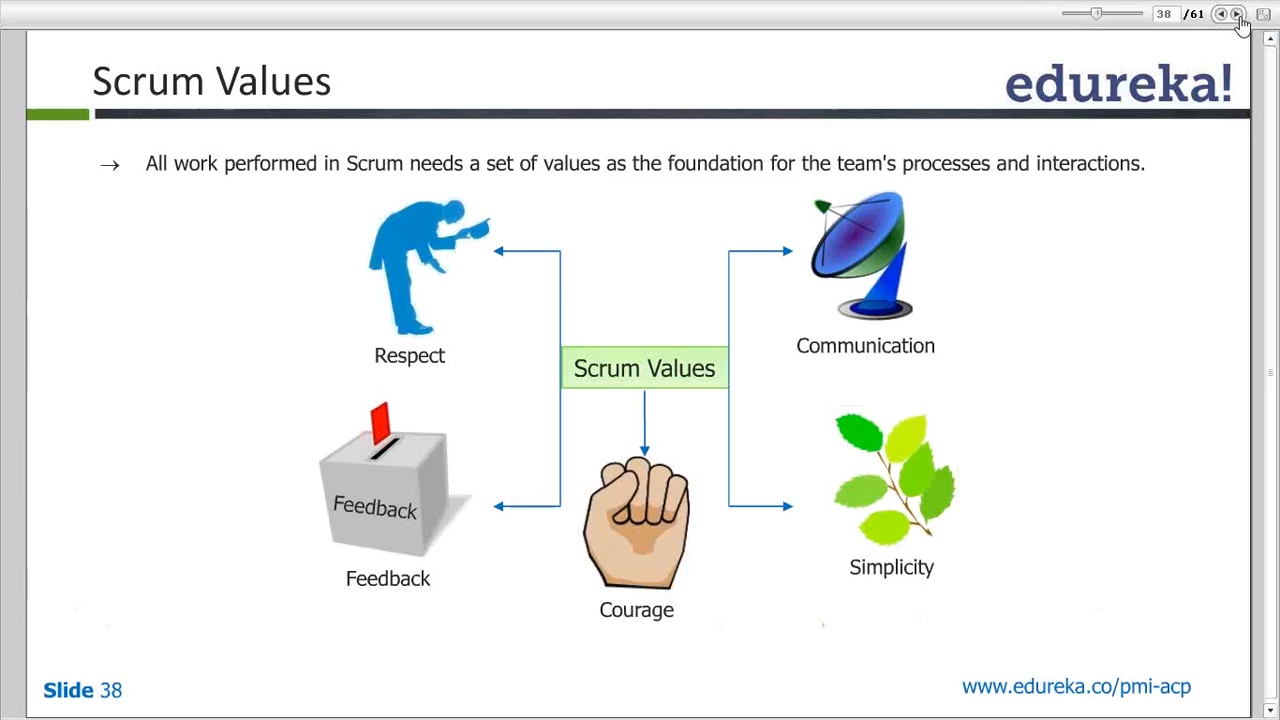 38 /61
Scrum Values
edureka!
→ All work performed in Scrum needs a set of values as the foundation for the team's processes and interactions.
Respect
Communication
Scrum Values
Feedback
Feedback
Simplicity
Courage
Slide 38
www.edureka.co/pmi-acp